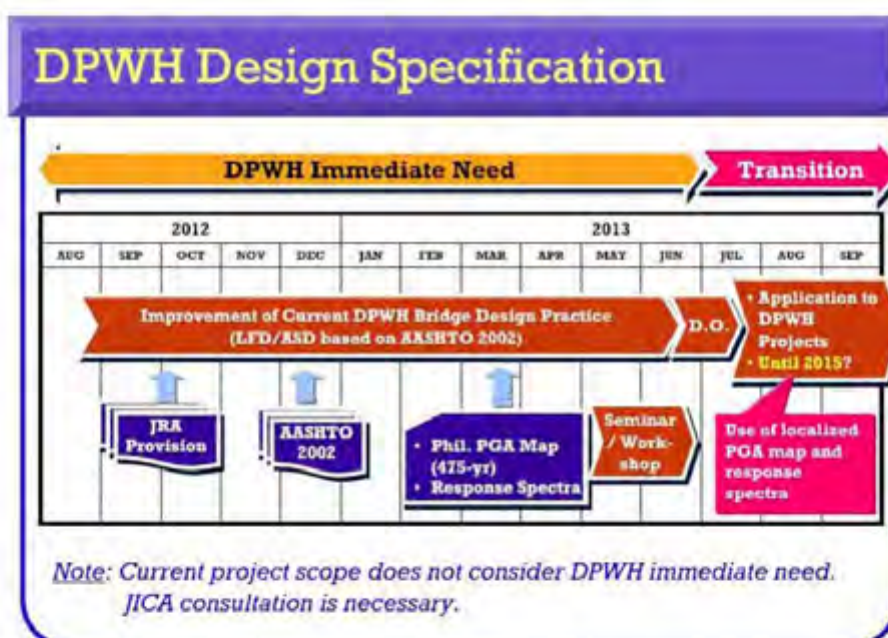 DPWH Design Specification
DPWH Immediate Need
Transition
2012
2013
AUG SEP OCT NOV DEC JAN FEB MAR APR MAY JUN JUL AUG SEP
Improvement of Current DPWH Bridge Design Practice
(LFD/ASD based on AASHTO 2002)
D.O.
• Application to
DPWH
Projects
• Until 2015?
JRA
Provision
AASHTO
2002
• Phil. PGA Map
(475-yr)
• Response Spectra
Seminar
/ Work-
shop
Use of localized
PGA map and
response
spectra
Note: Current project scope does not consider DPWH immediate need.
JICA consultation is necessary.